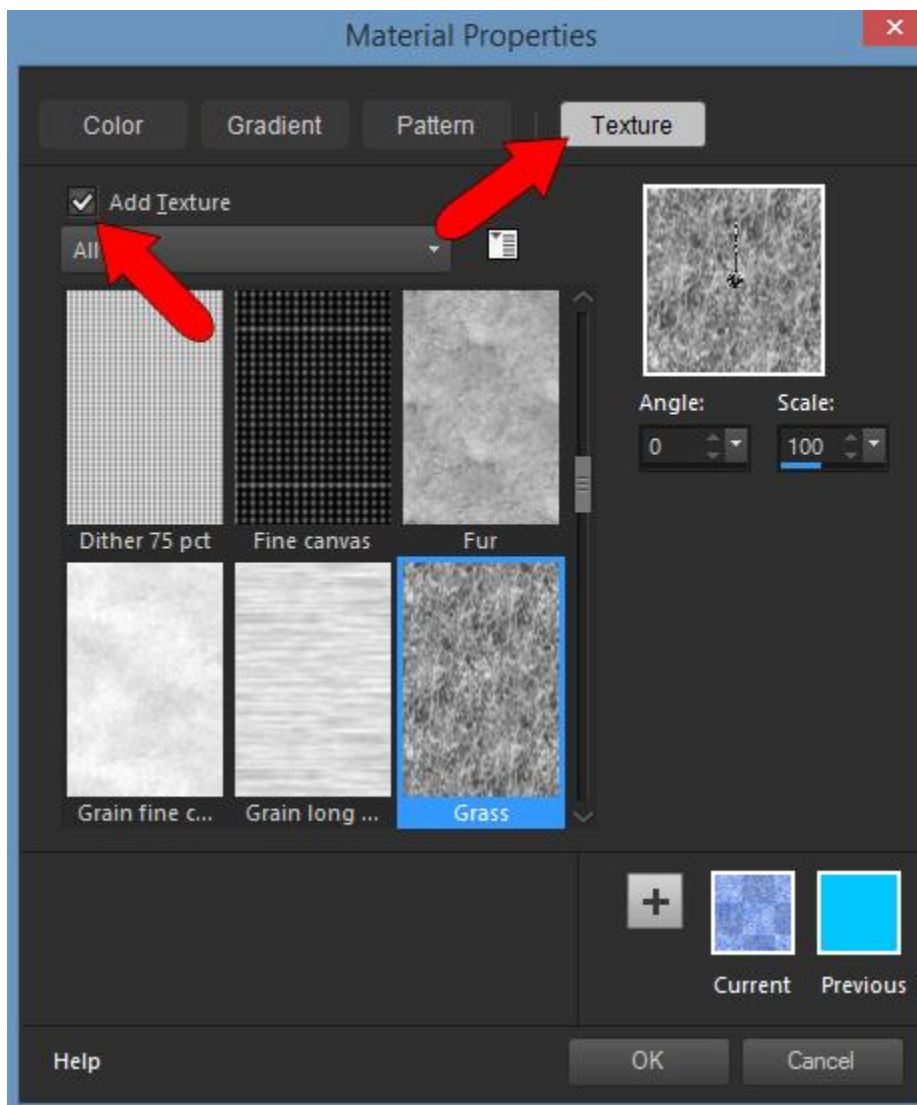 Material Properties
Color Gradient Pattern Texture
Add Texture
All
Angle: Scale:
0 100
Dither 75 pct Fine canvas Fur
Grain fine c... Grain long ... Grass
Current Previous
Help OK Cancel